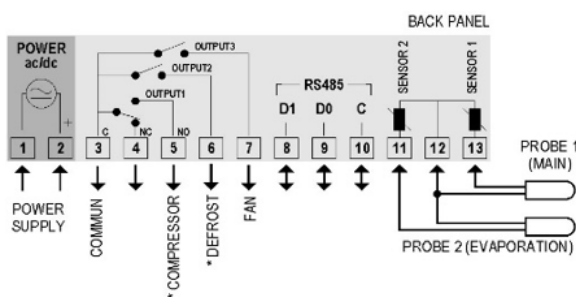 BACK PANEL
POWER
ac/dc
+
OUTPUT3
OUTPUT2
OUTPUT1
C
NC
NO
RS485
D1
D0
C
SENSOR 2
SENSOR 1
1
2
3
4
5
6
7
8
9
10
11
12
13
POWER
SUPPLY
COMMUN
* COMPRESSOR
* DEFROST
FAN
PROBE 1
(MAIN)
PROBE 2 (EVAPORATION)